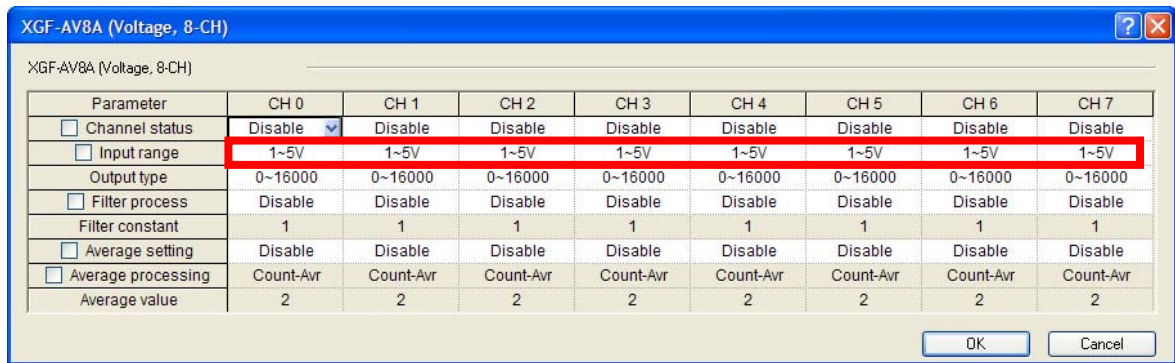 XGF-AV8A (Voltage, 8-CH)
XGF-AV8A (Voltage, 8-CH)
Parameter CH 0 CH 1 CH 2 CH 3 CH 4 CH 5 CH 6 CH 7
Channel status Disable Disable Disable Disable Disable Disable Disable Disable
Input range 1~5V 1~5V 1~5V 1~5V 1~5V 1~5V 1~5V 1~5V
Output type 0~16000 0~16000 0~16000 0~16000 0~16000 0~16000 0~16000 0~16000
Filter process Disable Disable Disable Disable Disable Disable Disable Disable
Filter constant 1 1 1 1 1 1 1 1
Average setting Disable Disable Disable Disable Disable Disable Disable Disable
Average processing Count-Avr Count-Avr Count-Avr Count-Avr Count-Avr Count-Avr Count-Avr Count-Avr
Average value 2 2 2 2 2 2 2 2
OK Cancel